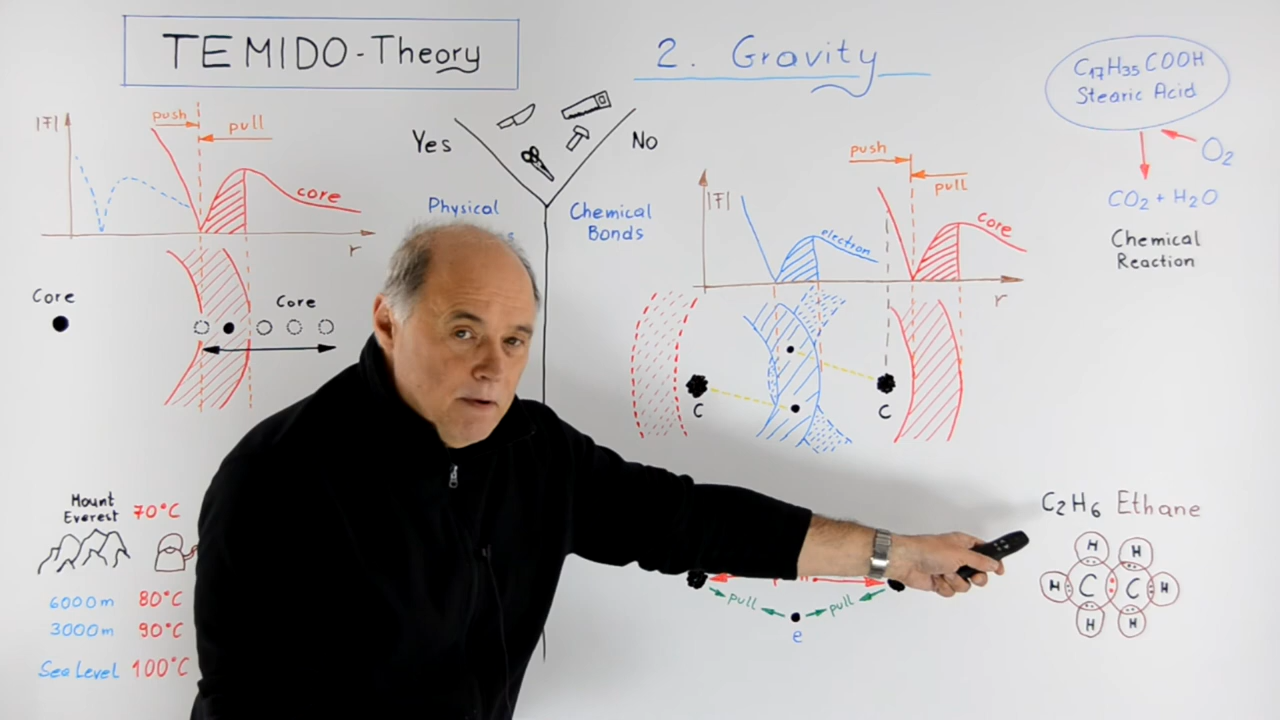 TEMIDO-Theory
2. Gravity
C17H35COOH
Stearic Acid
O2
CO2 + H2O
Chemical
Reaction
|F|
push
pull
core
r
Core
Core
Yes
No
Physical
Chemical
Bonds
push
pull
|F|
electron
core
r
C
C
Mount
Everest 70°C
6000m 80°C
3000m 90°C
Sea Level 100°C
pull
pull
e
C2H6 Ethane
H H
H C C H
H H